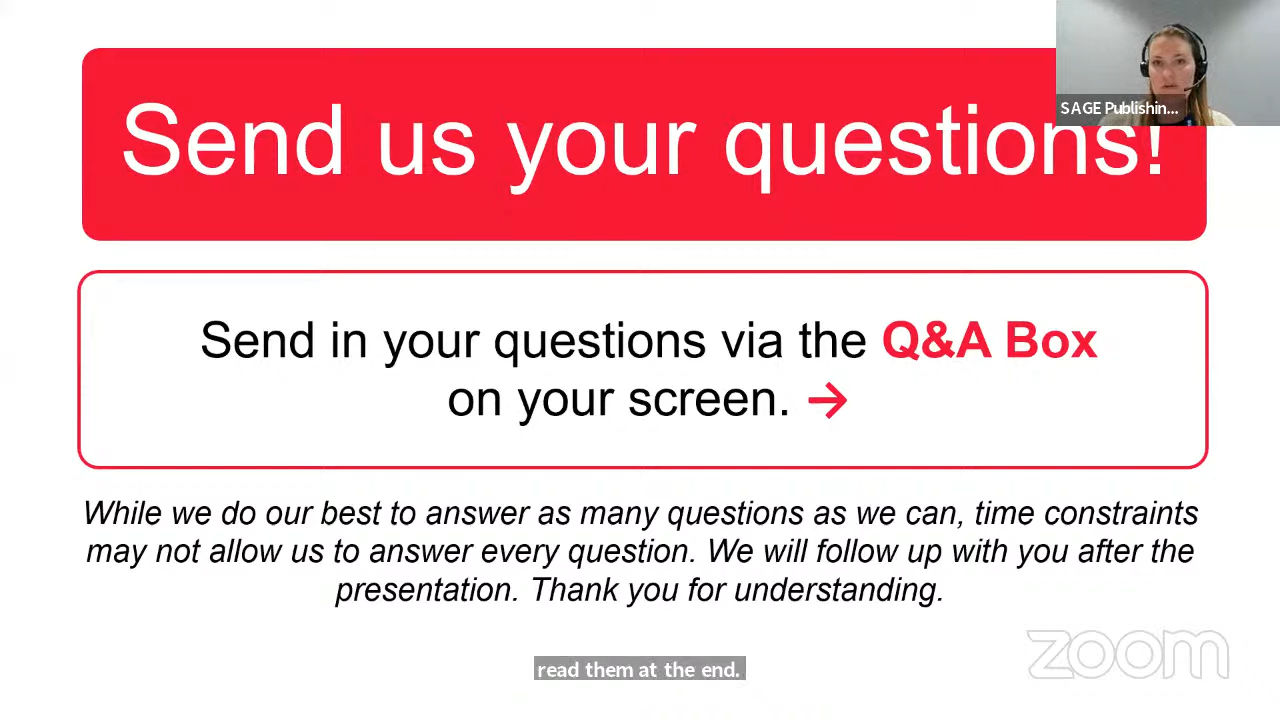 Send us your questions!
SAGE Publishin...
Send in your questions via the Q&A Box
on your screen. →
While we do our best to answer as many questions as we can, time constraints
may not allow us to answer every question. We will follow up with you after the
presentation. Thank you for understanding.
zoom
read them at the end.